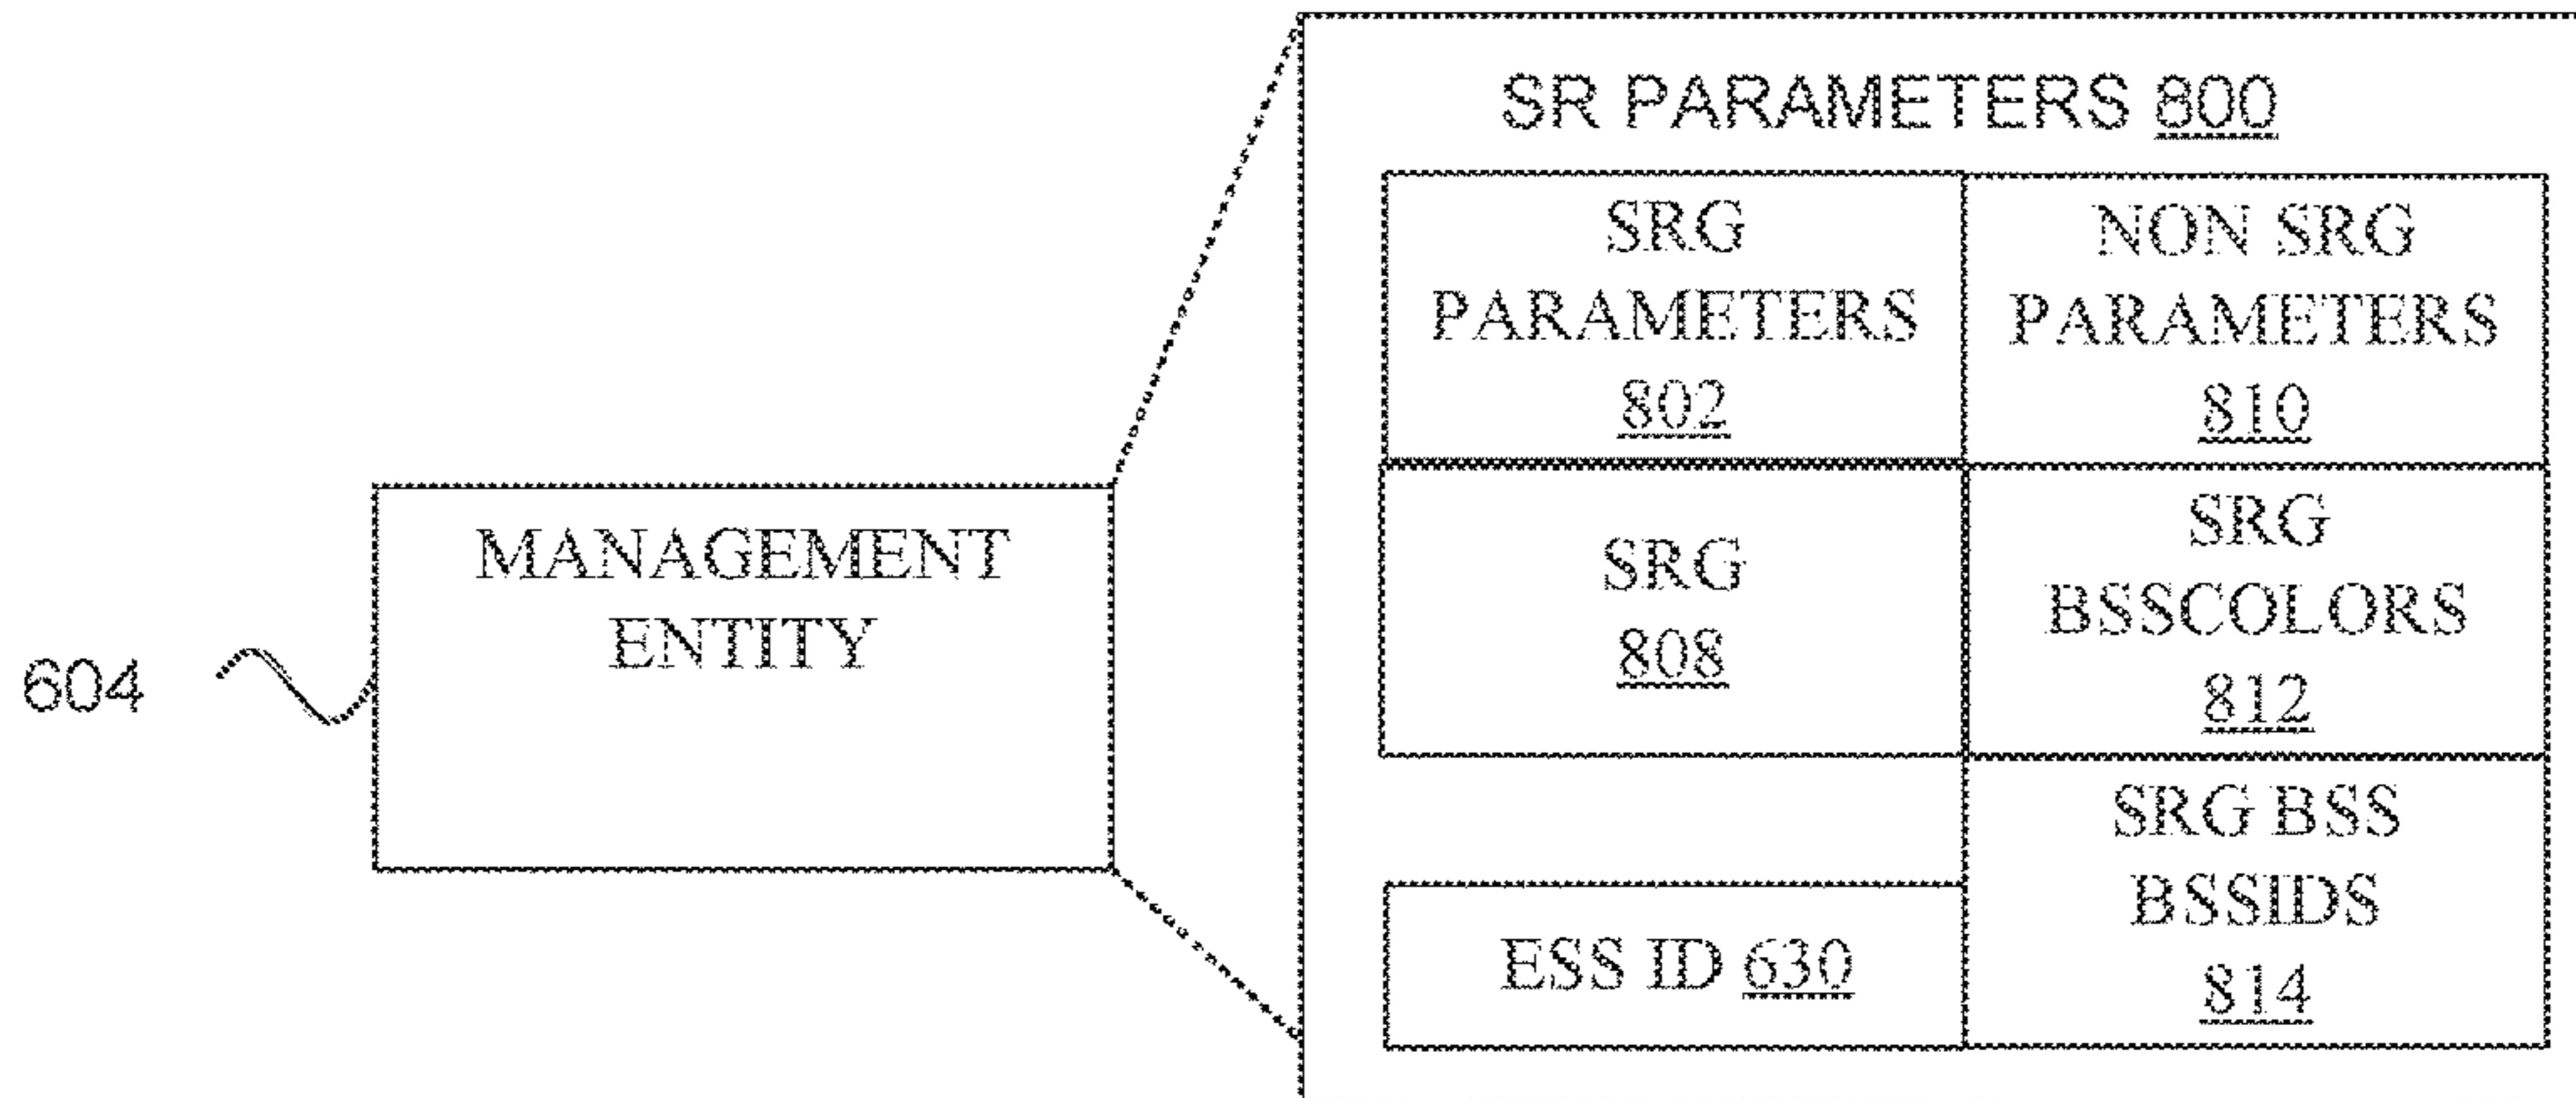 SR PARAMETERS 800
SRG
PARAMETERS
802
NON SRG
PARAMETERS
810
MANAGEMENT
ENTITY
604
SRG
808
SRG
BSSCOLORS
812
ESS ID 630
SRG BSS
BSSIDS
814